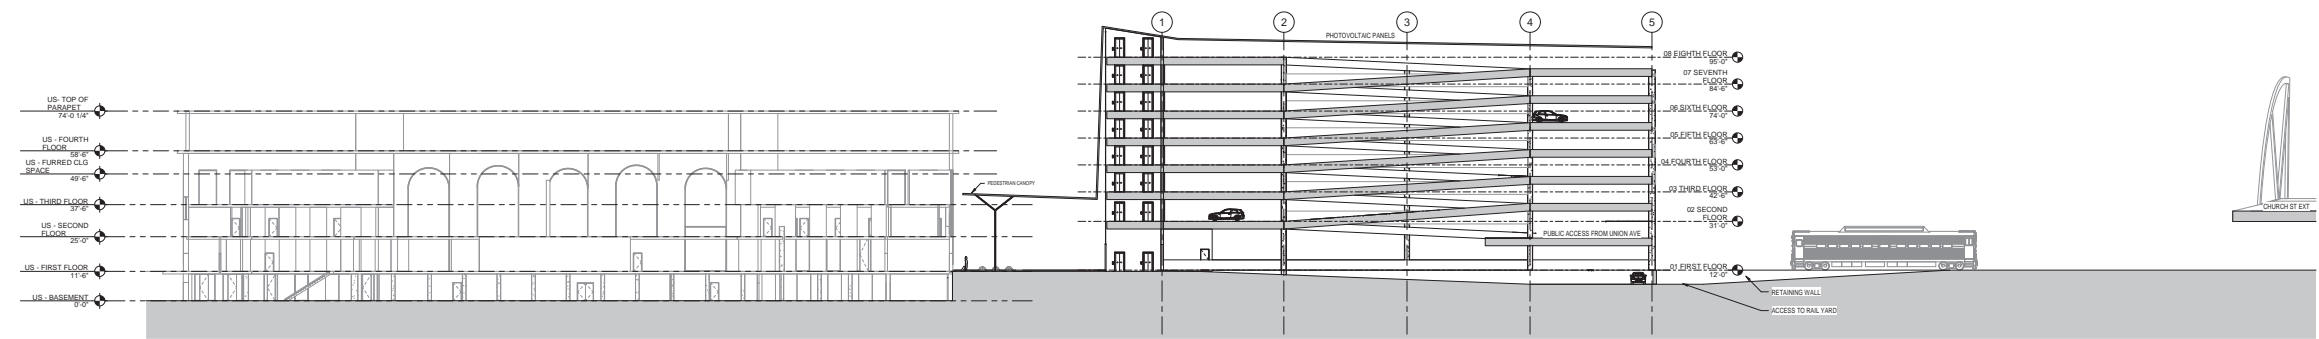 1 2 3 4 5
PHOTOVOLTAIC PANELS
US- TOP OF
PARAPET
74'-0 1/4"
US - FOURTH
FLOOR
58'-6"
US - FURRED CLG
SPACE
49'-6"
US - THIRD FLOOR
37'-6"
US - SECOND
FLOOR
25'-0"
US - FIRST FLOOR
11'-6"
US - BASEMENT
0'-0"
PEDESTRIAN CANOPY
08 EIGHTH FLOOR
95'-0"
07 SEVENTH
FLOOR
84'-6"
06 SIXTH FLOOR
74'-0"
05 FIFTH FLOOR
63'-6"
04 FOURTH FLOOR
53'-0"
03 THIRD FLOOR
42'-6"
02 SECOND
FLOOR
31'-0"
PUBLIC ACCESS FROM UNION AVE
01 FIRST FLOOR
12'-0"
RETAINING WALL
ACCESS TO RAIL YARD
CHURCH ST EXT